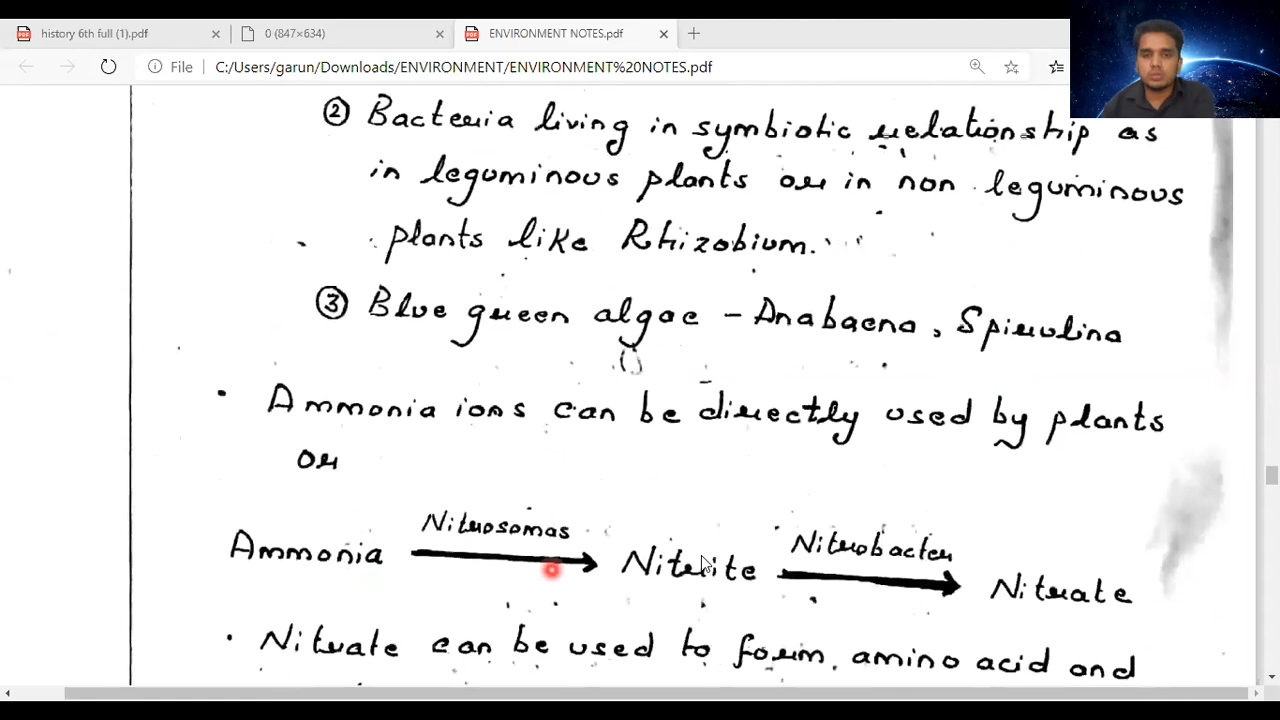 history 6th full (1).pdf
0 (847×634)
ENVIRONMENT NOTES.pdf
File
C:/Users/garun/Downloads/ENVIRONMENT/ENVIRONMENT%20NOTES.pdf
② Bacteria living in symbiotic relationship as
in leguminous plants or in non leguminous
plants like Rhizobium.
③ Blue green algae - Anabaena, Spirulina
• Ammonia ions can be directly used by plants
or
Nitrosomas Nitrobacter
Ammonia → Nitrite → Nitrate
• Nitrate can be used to form amino acid and